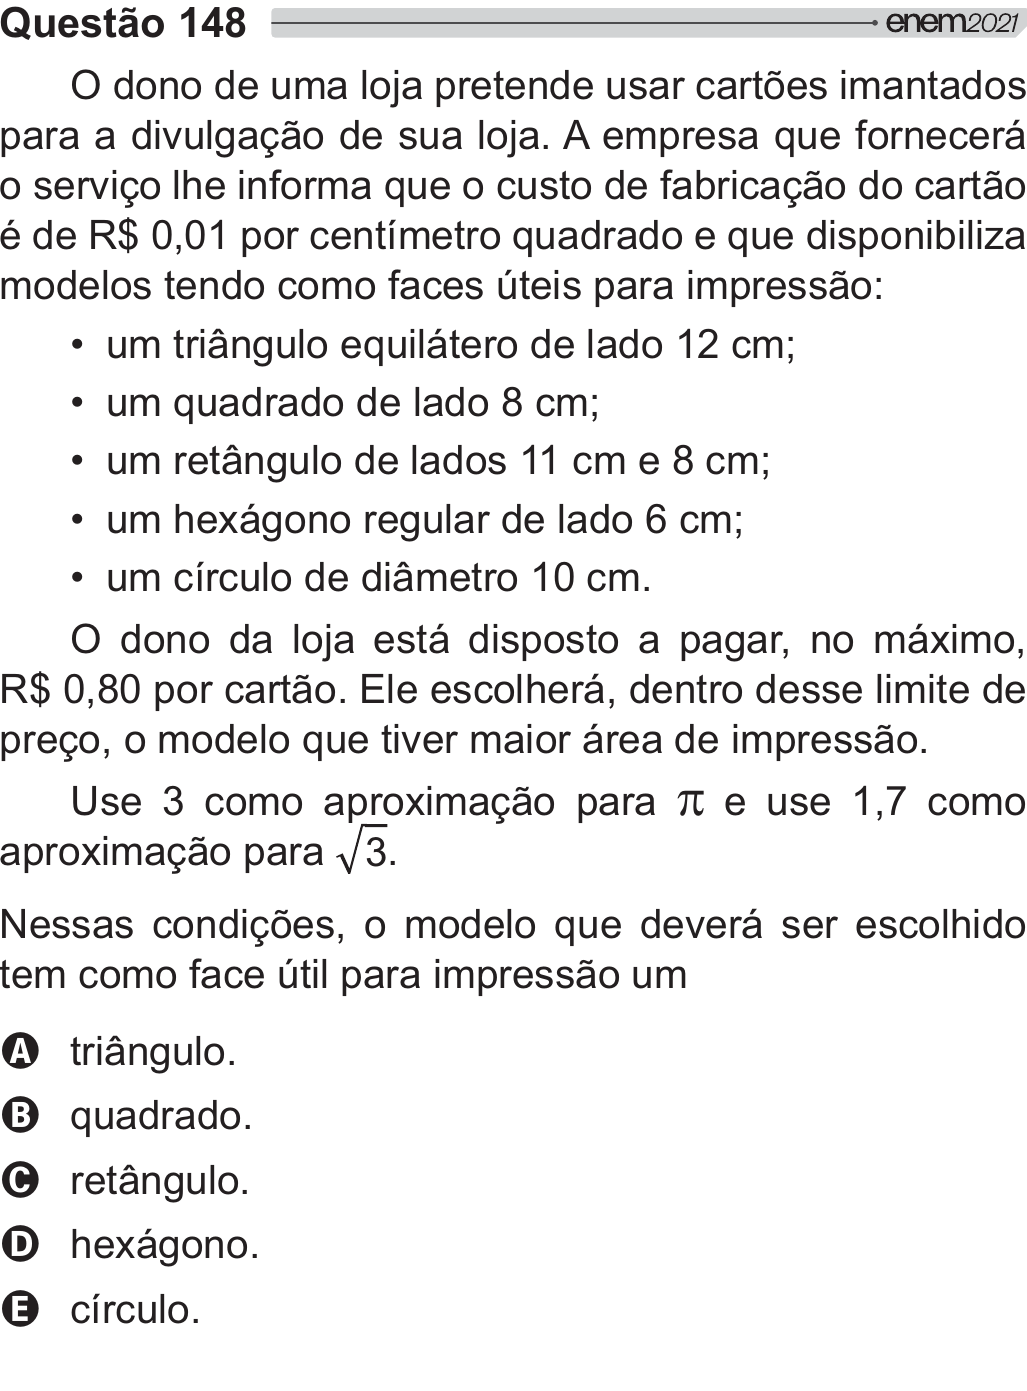 Questão 148 enem2021
O dono de uma loja pretende usar cartões imantados
para a divulgação de sua loja. A empresa que fornecerá
o serviço lhe informa que o custo de fabricação do cartão
é de R$ 0,01 por centímetro quadrado e que disponibiliza
modelos tendo como faces úteis para impressão:
• um triângulo equilátero de lado 12 cm;
• um quadrado de lado 8 cm;
• um retângulo de lados 11 cm e 8 cm;
• um hexágono regular de lado 6 cm;
• um círculo de diâmetro 10 cm.
O dono da loja está disposto a pagar, no máximo,
R$ 0,80 por cartão. Ele escolherá, dentro desse limite de
preço, o modelo que tiver maior área de impressão.
Use 3 como aproximação para π e use 1,7 como
aproximação para √3.
Nessas condições, o modelo que deverá ser escolhido
tem como face útil para impressão um
A triângulo.
B quadrado.
C retângulo.
D hexágono.
E círculo.